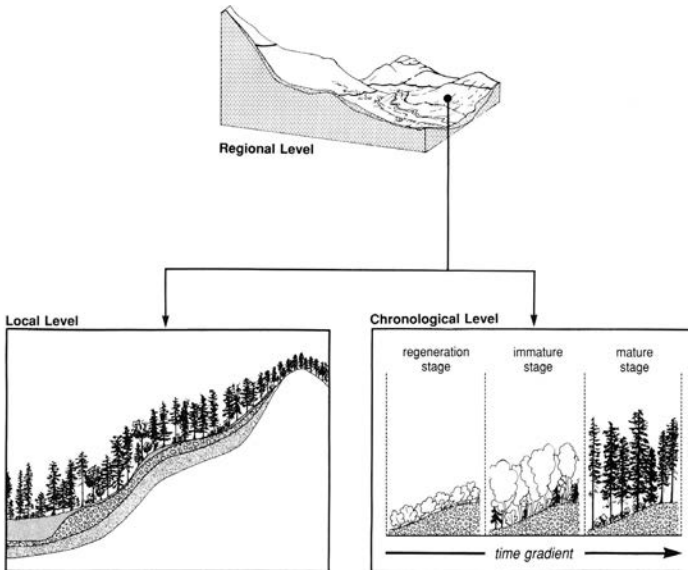 Regional Level
Local Level
Chronological Level
regeneration
stage
immature
stage
mature
stage
time gradient